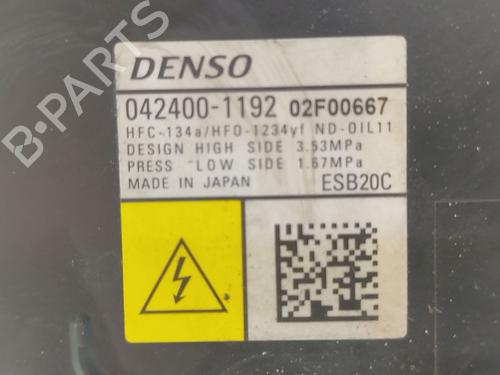 DENSO
042400-1192 02F00667
HFC-134a/HFO-1234yf ND-OIL11
DESIGN HIGH SIDE 3.53MPa
PRESS LOW SIDE 1.67MPa
MADE IN JAPAN ESB20C
B-PARTS